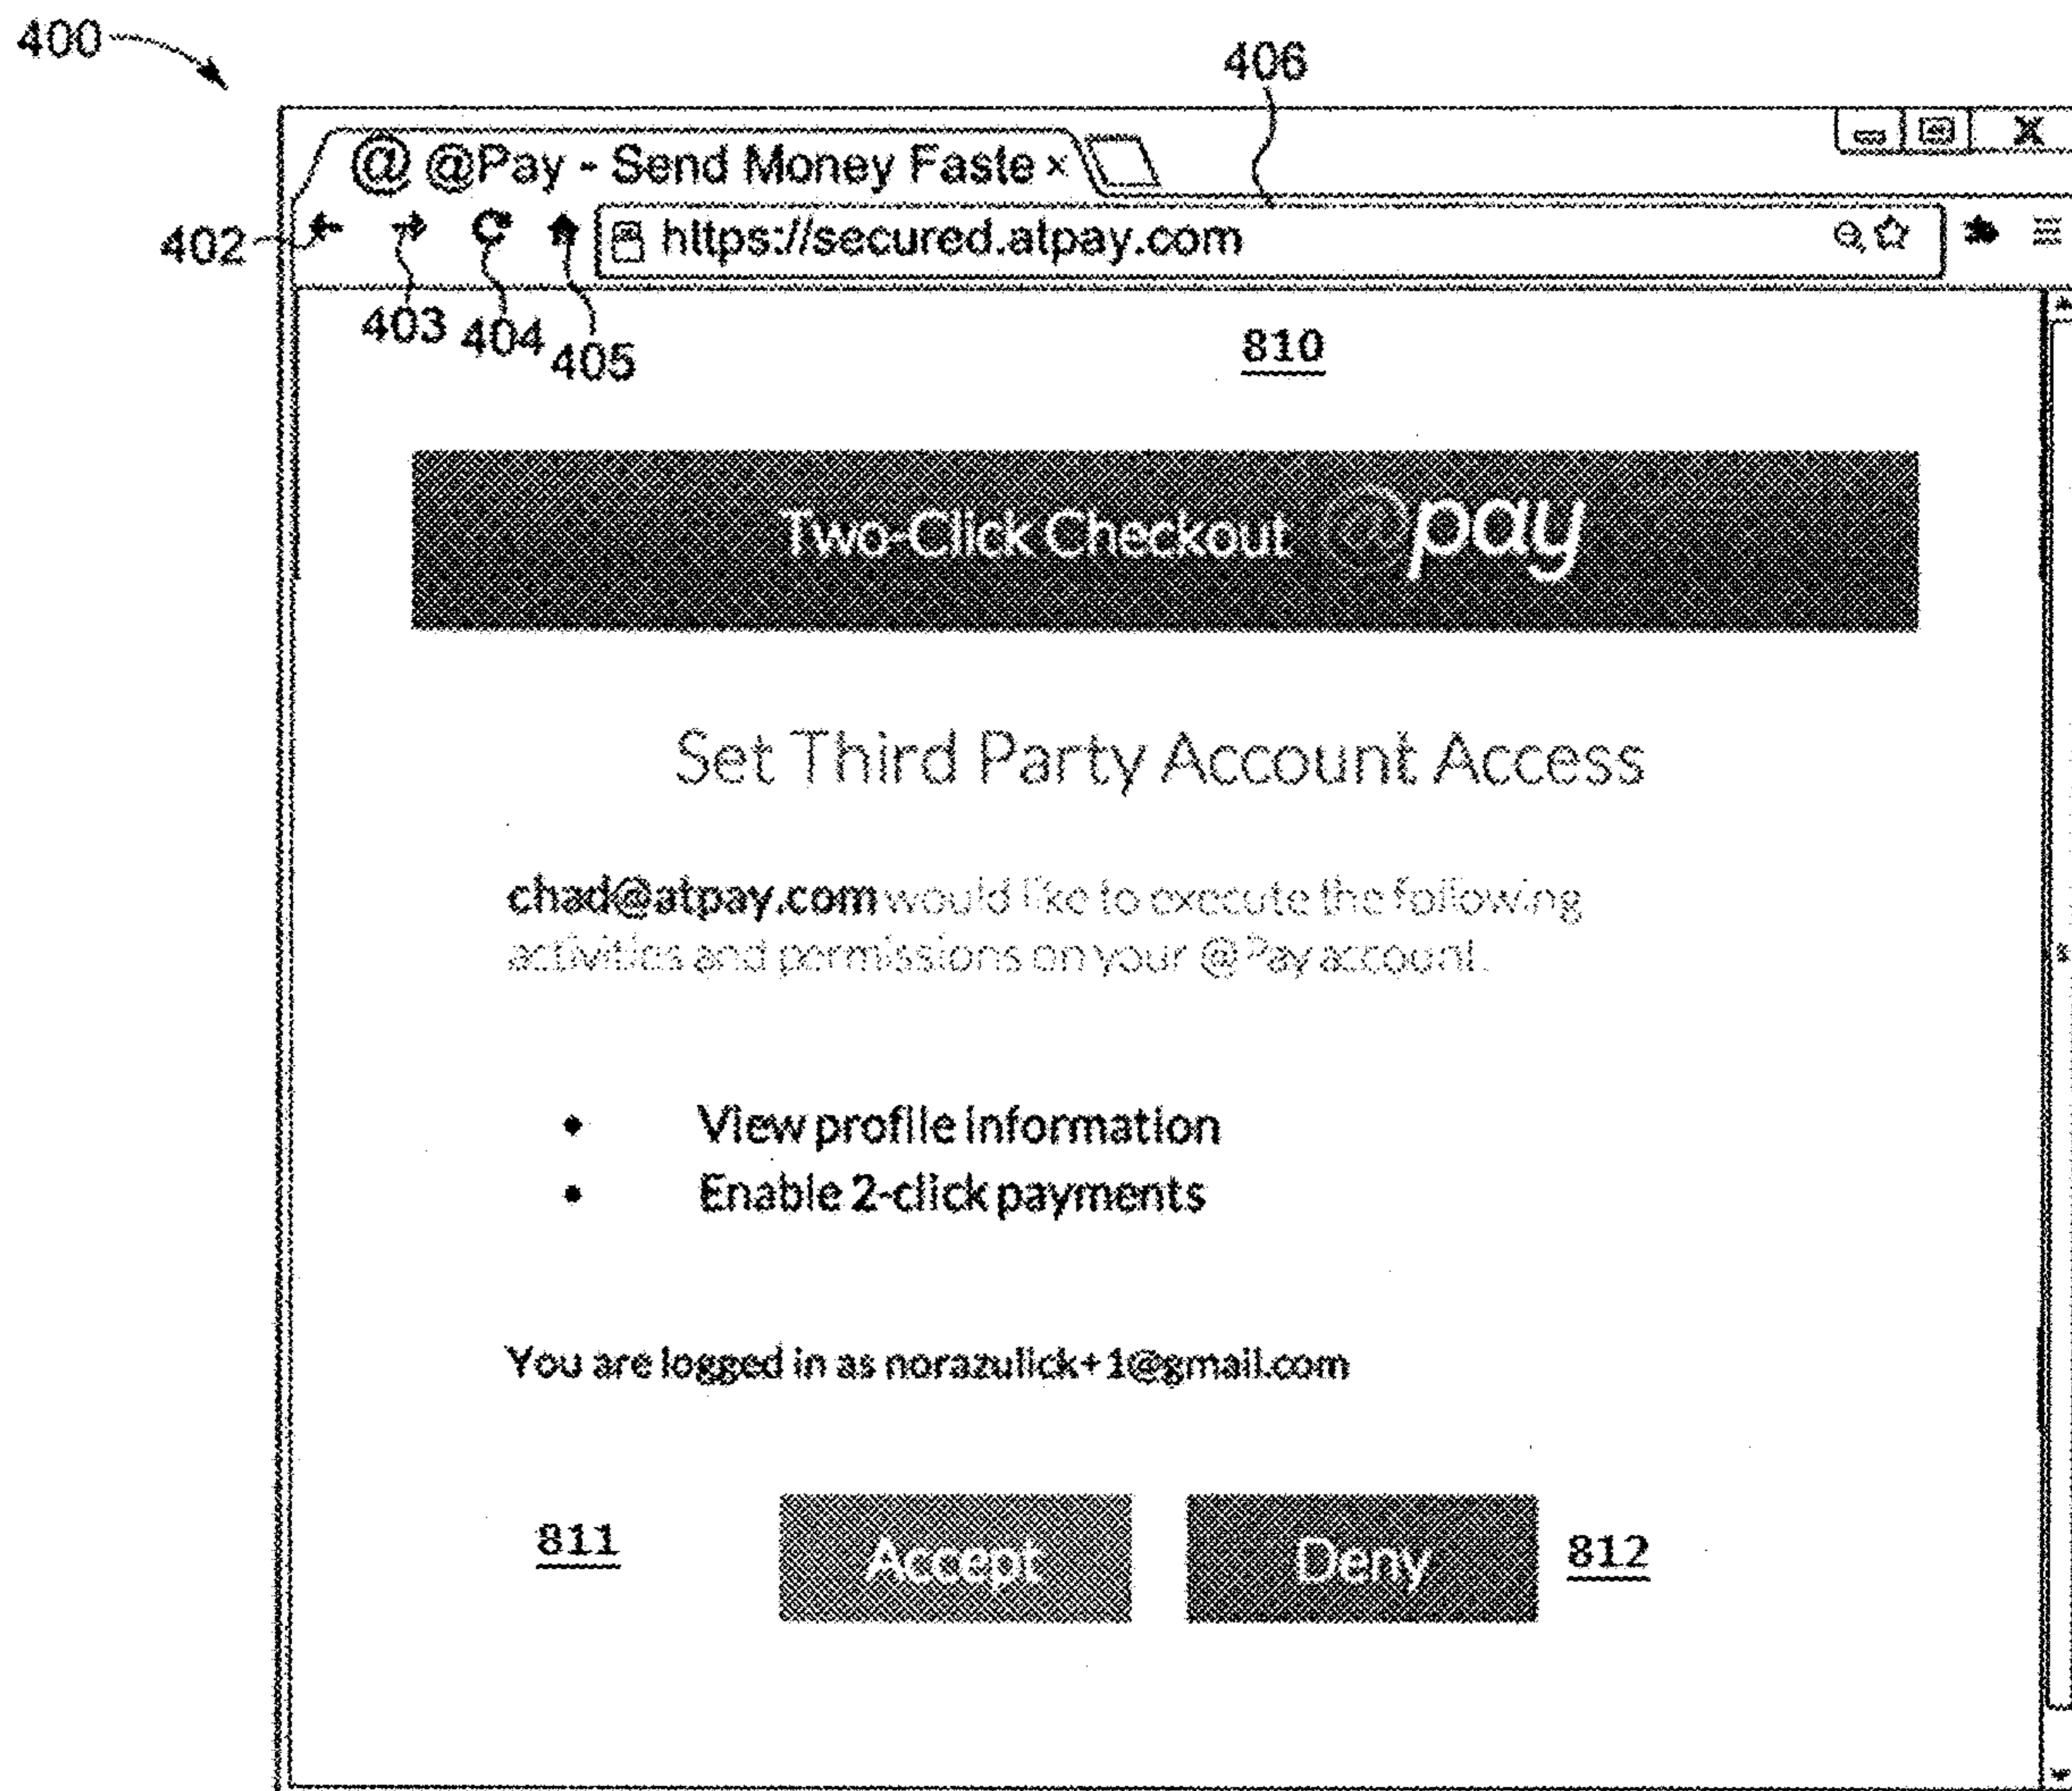 400
406
@ @Pay - Send Money Faste ×
402
https://secured.atpay.com
403 404 405
810
Two-Click Checkout @pay
Set Third Party Account Access
chad@atpay.com would like to execute the following
activities and permissions on your @Pay account.
• View profile information
• Enable 2-click payments
You are logged in as norazulick+1@gmail.com
811 Accept Deny 812